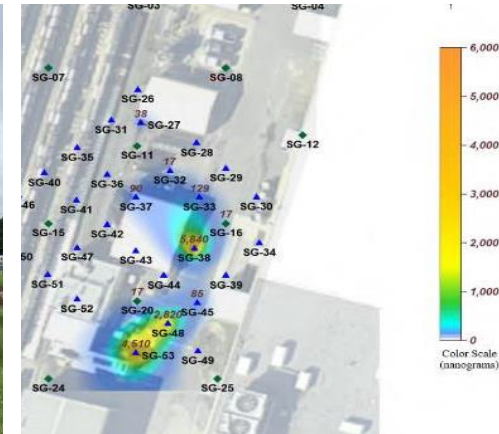 SG-03 SG-04
6,000
SG-07 SG-08
SG-26
5,000
38
SG-31 SG-27
SG-12
SG-35 SG-11 SG-28
17
4,000
SG-40 SG-36 SG-32 SG-29
90 129
46 SG-41 SG-37 SG-33 SG-30
17
3,000
SG-15 SG-42 SG-16
5,840
SG-34
50 SG-47 SG-43 SG-38
2,000
SG-51 SG-44 SG-39
17 85
SG-52 SG-20 SG-45
1,000
2,820
SG-48
4,510
0
SG-53 SG-49
Color Scale
(nanograms)
SG-24 SG-25